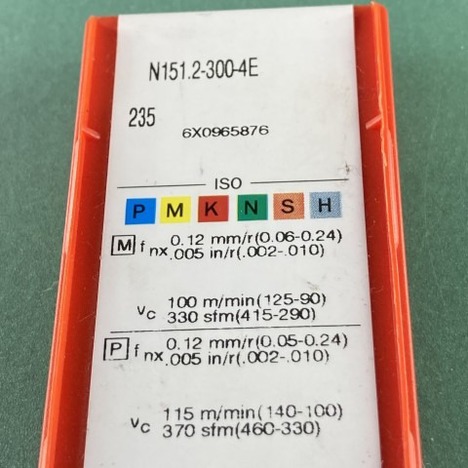 N151.2-300-4E
235
6X0965876
ISO
P M K N S H
M fnx 0.12 mm/r(0.06-0.24)
.005 in/r(.002-.010)
vc 100 m/min(125-90)
330 sfm(415-290)
P fnx 0.12 mm/r(0.05-0.24)
.005 in/r(.002-.010)
vc 115 m/min(140-100)
370 sfm(460-330)